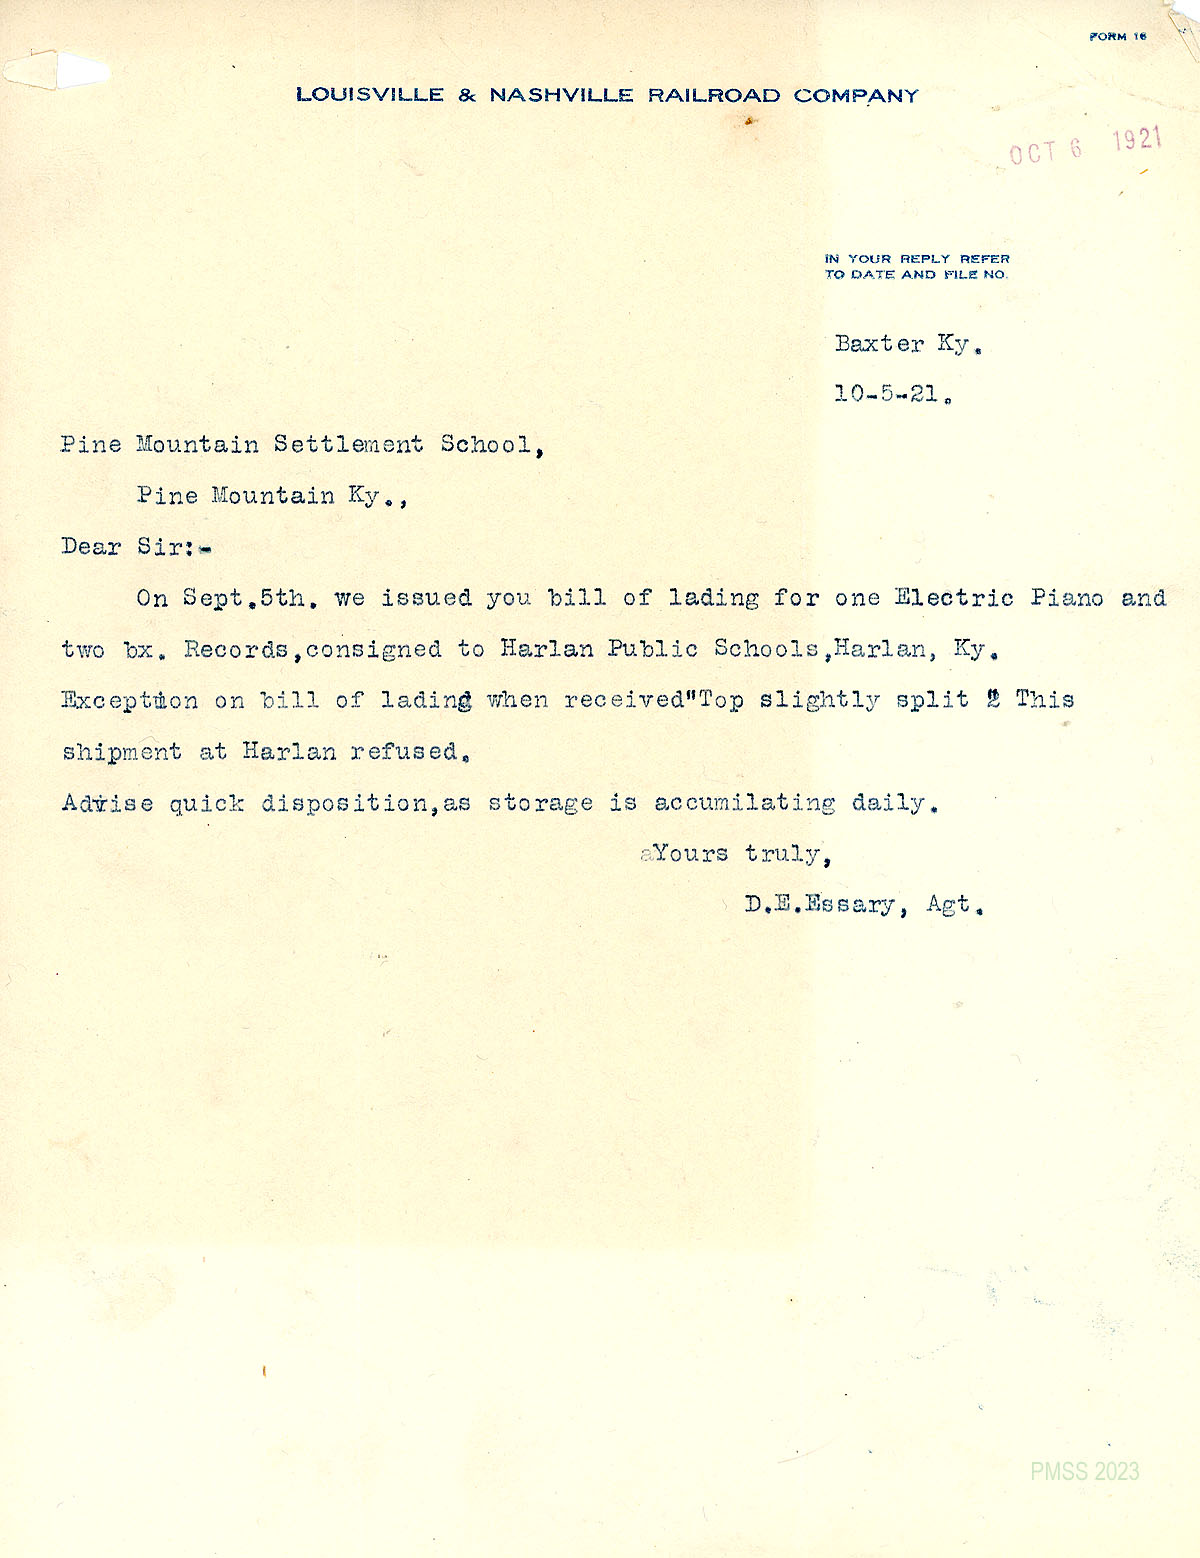 FORM 16
LOUISVILLE & NASHVILLE RAILROAD COMPANY
OCT 6 1921
IN YOUR REPLY REFER
TO DATE AND FILE NO.
Baxter Ky.
10-5-21.
Pine Mountain Settlement School,
Pine Mountain Ky.,
Dear Sir:-
On Sept.5th. we issued you bill of lading for one Electric Piano and
two bx. Records,consigned to Harlan Public Schools,Harlan, Ky.
Exception on bill of lading when received"Top slightly split " This
shipment at Harlan refused.
Advise quick disposition,as storage is accumilating daily.
aYours truly,
D.E.Essary, Agt.
PMSS 2023